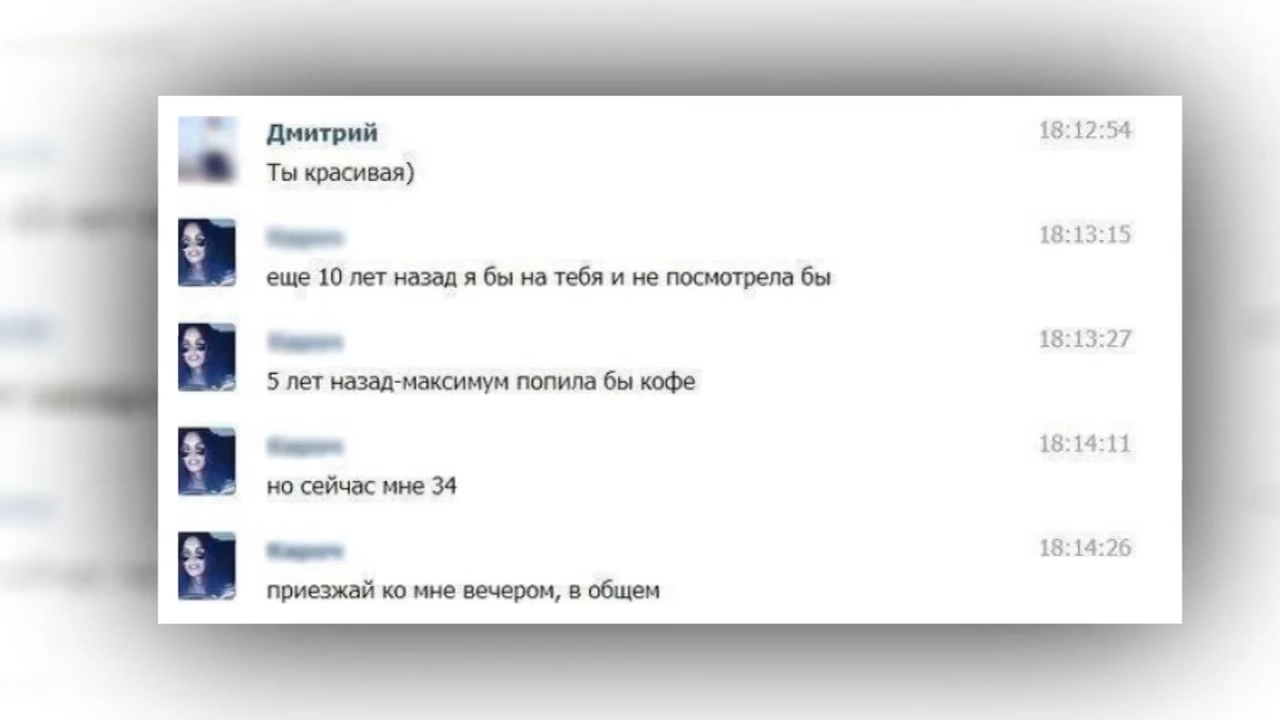 Дмитрий
18:12:54
Ты красивая)
18:13:15
еще 10 лет назад я бы на тебя и не посмотрела бы
18:13:27
5 лет назад-максимум попила бы кофе
18:14:11
но сейчас мне 34
18:14:26
приезжай ко мне вечером, в общем